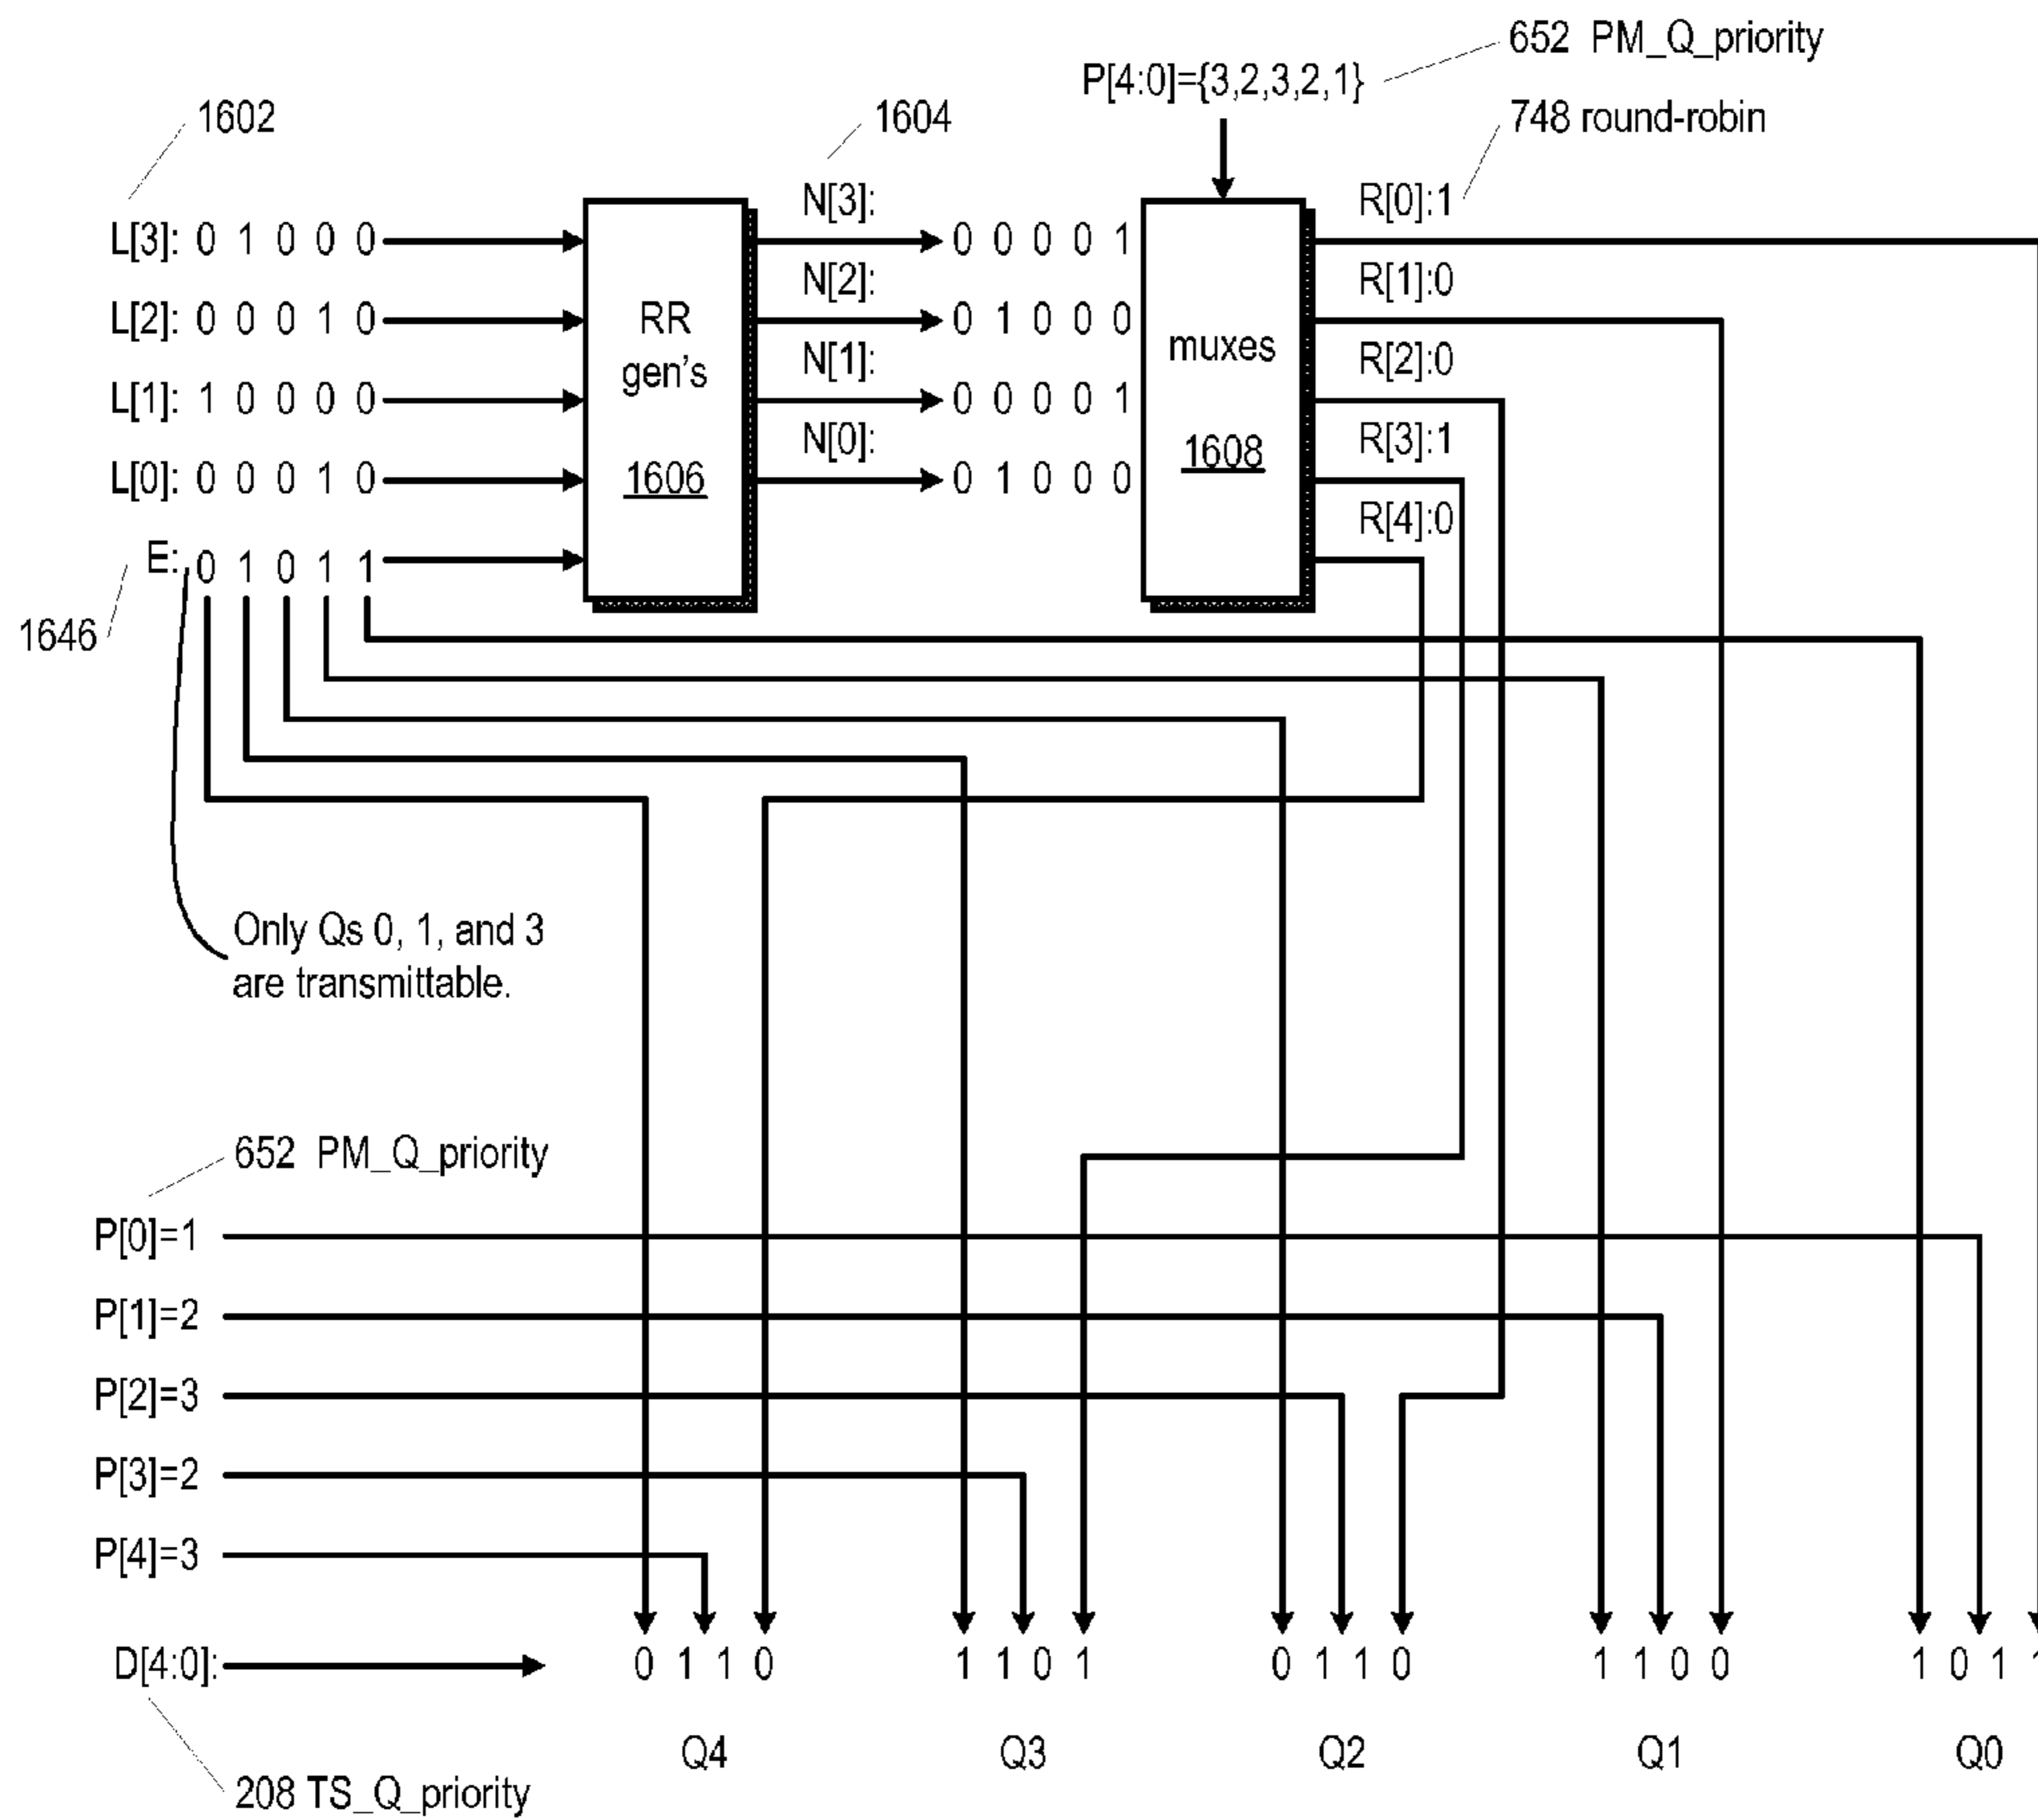 652 PM_Q_priority
P[4:0]={3,2,3,2,1}
1602
1604
748 round-robin
N[3]:
R[0]:1
L[3]: 0 1 0 0 0
0 0 0 0 1
N[2]:
R[1]:0
L[2]: 0 0 0 1 0
RR
gen's
1606
0 1 0 0 0
muxes
1608
N[1]:
R[2]:0
L[1]: 1 0 0 0 0
0 0 0 0 1
N[0]:
R[3]:1
L[0]: 0 0 0 1 0
0 1 0 0 0
R[4]:0
E: 0 1 0 1 1
1646
Only Qs 0, 1, and 3
are transmittable.
652 PM_Q_priority
P[0]=1
P[1]=2
P[2]=3
P[3]=2
P[4]=3
D[4:0]: 0 1 1 0 1 1 0 1 0 1 1 0 1 1 0 0 1 0 1 1
Q4 Q3 Q2 Q1 Q0
208 TS_Q_priority